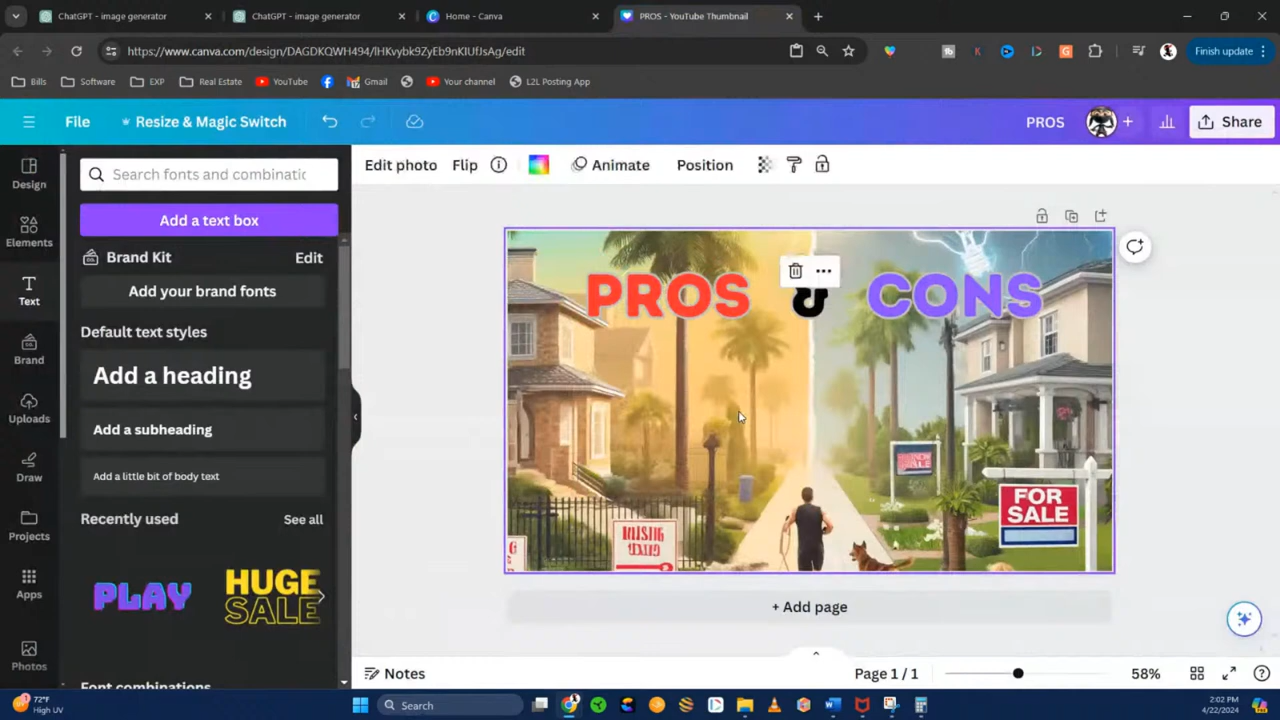 ChatGPT - image generator
ChatGPT - image generator
Home - Canva
PROS - YouTube Thumbnail
https://www.canva.com/design/DAGDKQWH494/lHKvybk9ZyEb9nKIUfJsAg/edit
Finish update
Bills
Software
EXP
Real Estate
YouTube
Gmail
Your channel
L2L Posting App
File
Resize & Magic Switch
PROS
Share
Design
Elements
Text
Brand
Uploads
Draw
Projects
Apps
Photos
Search fonts and combinatic
Add a text box
Brand Kit
Edit
Add your brand fonts
Default text styles
Add a heading
Add a subheading
Add a little bit of body text
Recently used
See all
PLAY
HUGE
SALE
Font combinations
Edit photo
Flip
Animate
Position
PROS & CONS
FOR
SALE
+ Add page
Notes
Page 1 / 1
58%
72°F
High UV
Search
2:02 PM
4/22/2024